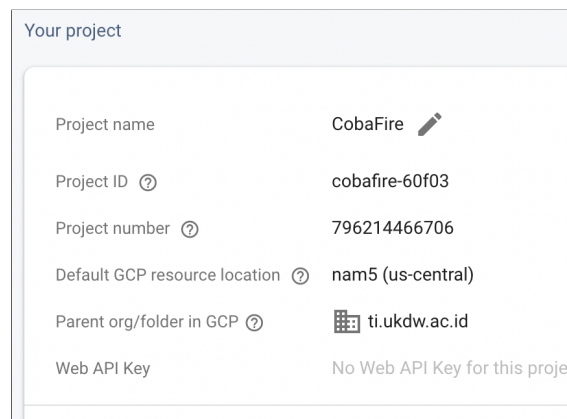 Your project
Project name CobaFire
Project ID cobafire-60f03
Project number 796214466706
Default GCP resource location nam5 (us-central)
Parent org/folder in GCP ti.ukdw.ac.id
Web API Key No Web API Key for this proje